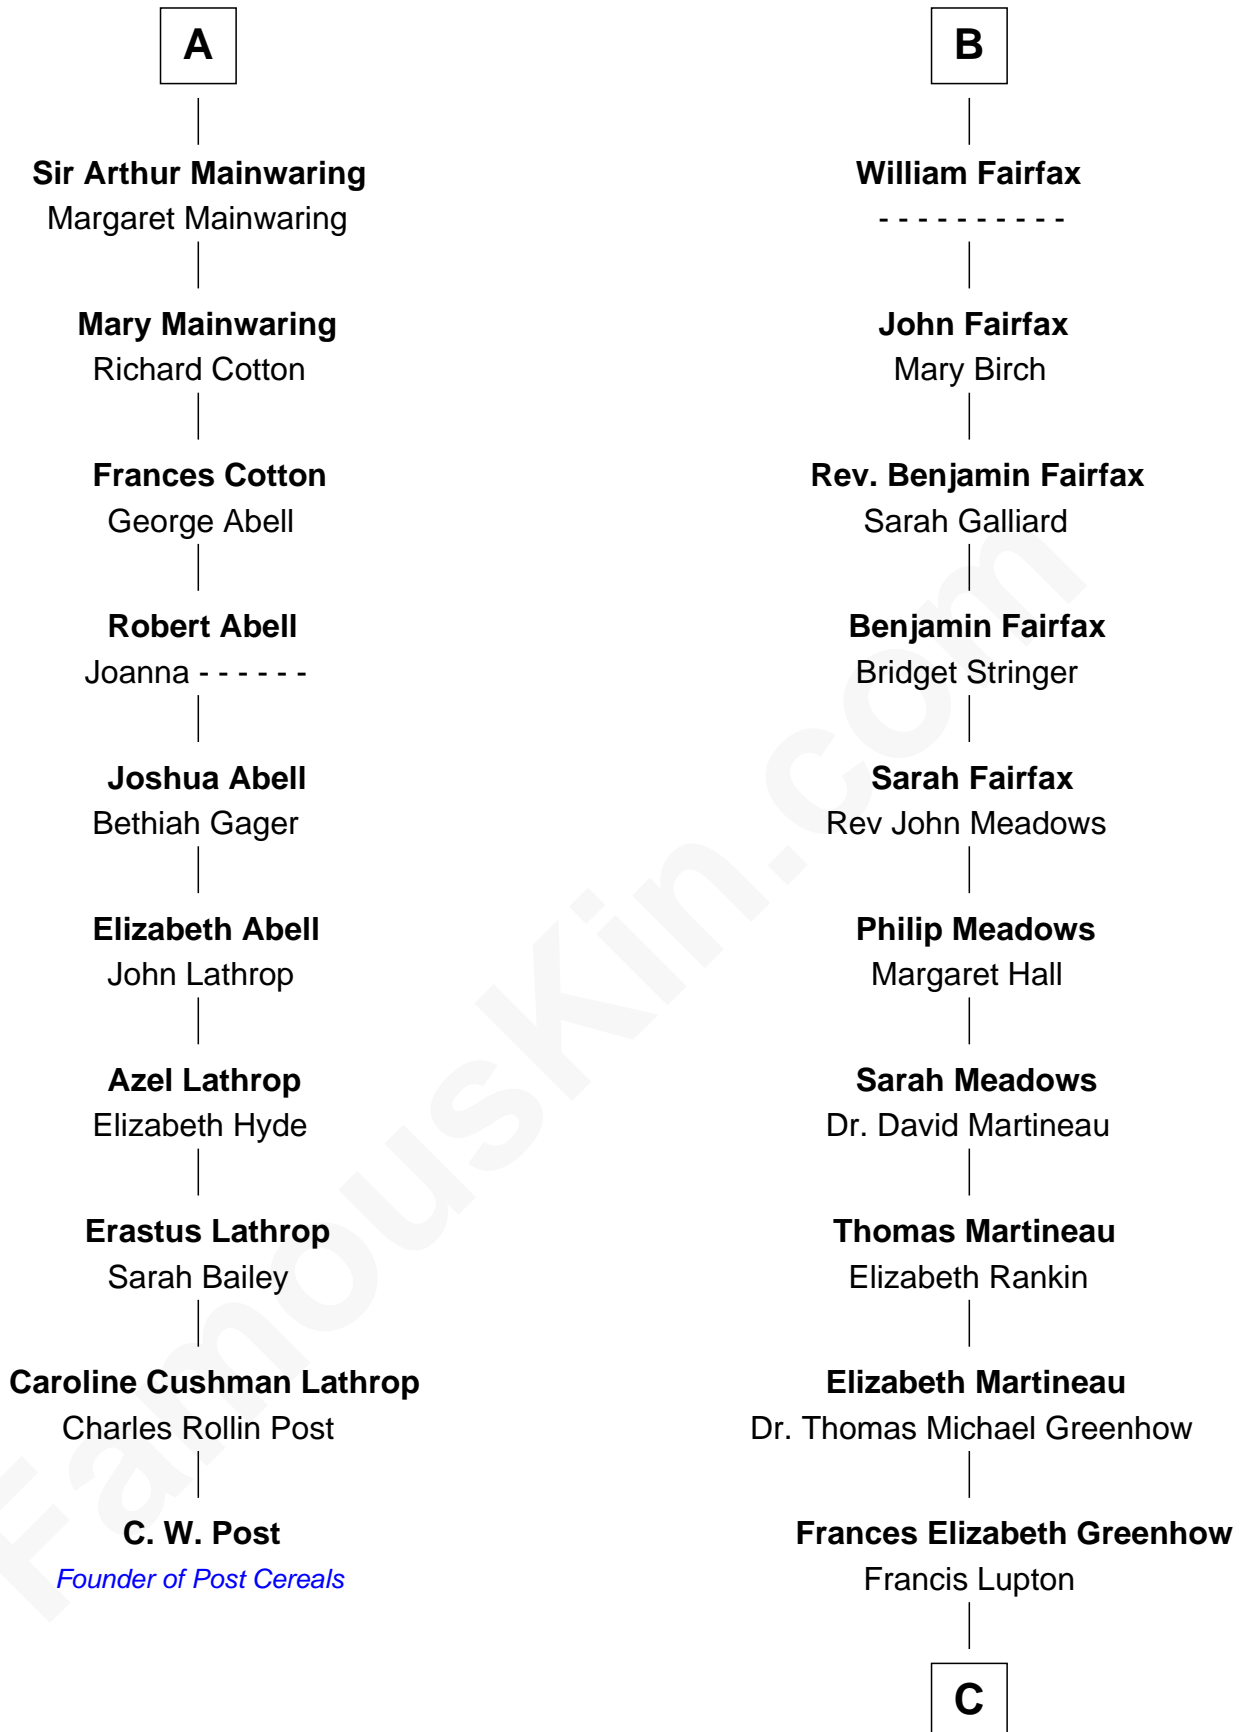 A
Sir Arthur Mainwaring
Margaret Mainwaring
Mary Mainwaring
Richard Cotton
Frances Cotton
George Abell
Robert Abell
Joanna - - - - - -
Joshua Abell
Bethiah Gager
Elizabeth Abell
John Lathrop
Azel Lathrop
Elizabeth Hyde
Erastus Lathrop
Sarah Bailey
Caroline Cushman Lathrop
Charles Rollin Post
C. W. Post
Founder of Post Cereals
B
William Fairfax
- - - - - - - - - -
John Fairfax
Mary Birch
Rev. Benjamin Fairfax
Sarah Galliard
Benjamin Fairfax
Bridget Stringer
Sarah Fairfax
Rev John Meadows
Philip Meadows
Margaret Hall
Sarah Meadows
Dr. David Martineau
Thomas Martineau
Elizabeth Rankin
Elizabeth Martineau
Dr. Thomas Michael Greenhow
Frances Elizabeth Greenhow
Francis Lupton
C
FamousKin.com